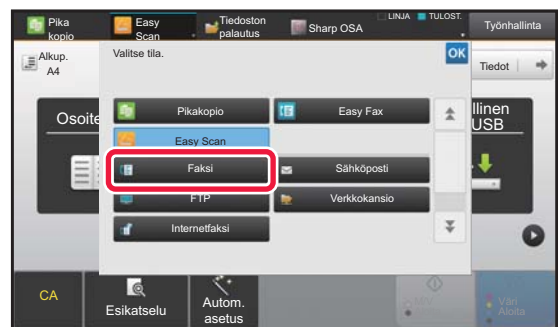 Pika
kopio
Easy
Scan
Tiedoston
palautus
Sharp OSA
LINJA
TULOST.
Työnhallinta
Alkup.
A4
Valitse tila.
OK
Tiedot
Osoite
llinen
USB
Pikakopio
Easy Fax
Easy Scan
Faksi
Sähköposti
FTP
Verkkokansio
Internetfaksi
CA
Esikatselu
Autom.
asetus
Väri
Aloita